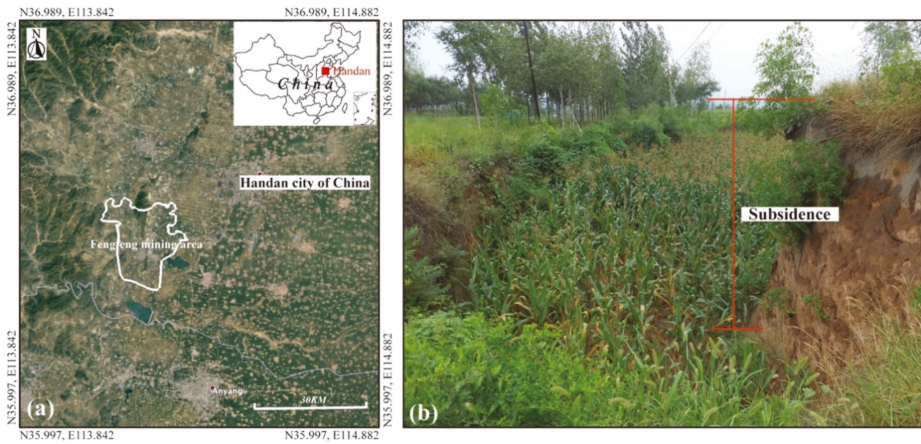 N36.989, E113.842
N36.989, E114.882
N36.989, E113.842
N
China
Handan
N36.989, E114.882
Handan city of China
Fengfeng mining area
Subsidence
N35.997, E113.842
Anyang
30KM
N35.997, E114.882
(a)
(b)
N35.997, E113.842
N35.997, E114.882